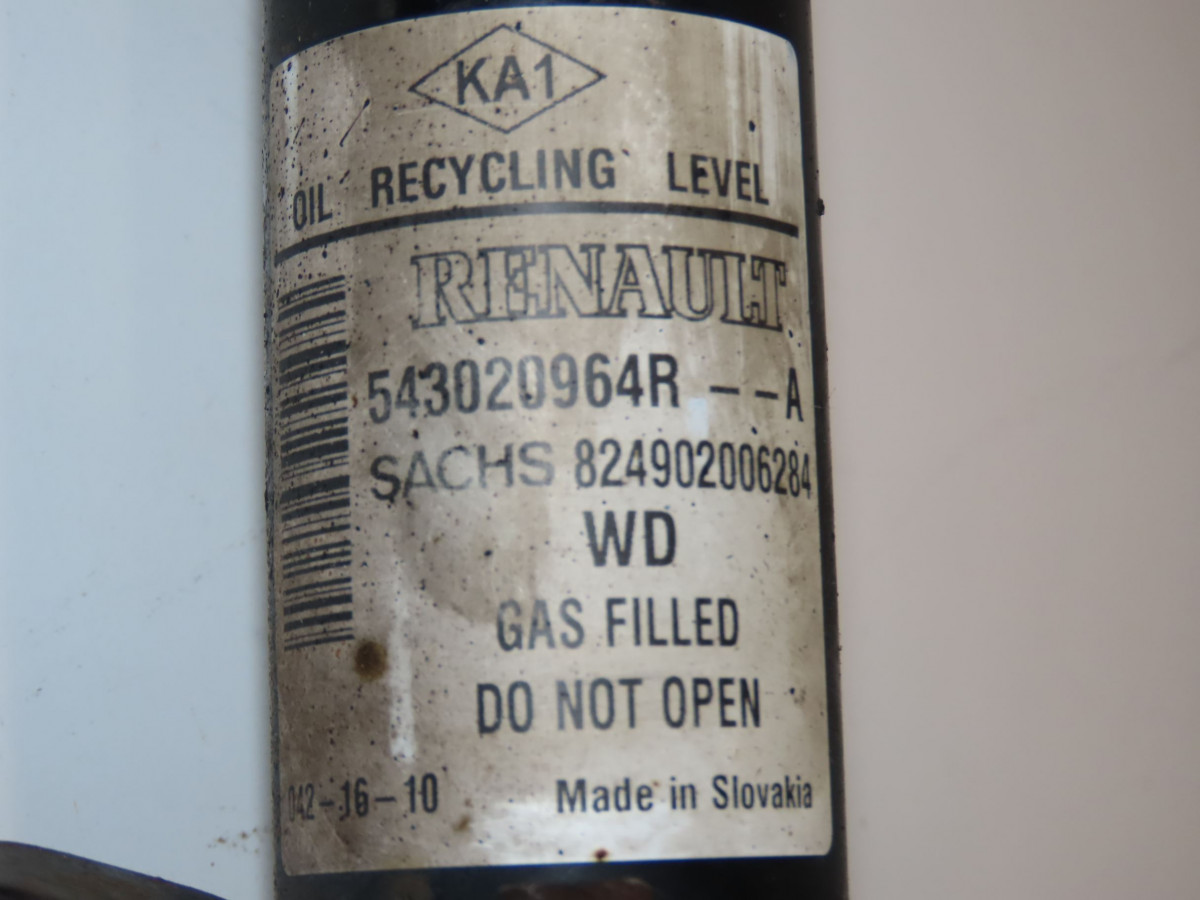 KA1
OIL RECYCLING LEVEL
RENAULT
543020964R --A
SACHS 824902006284
WD
GAS FILLED
DO NOT OPEN
042-16-10 Made in Slovakia